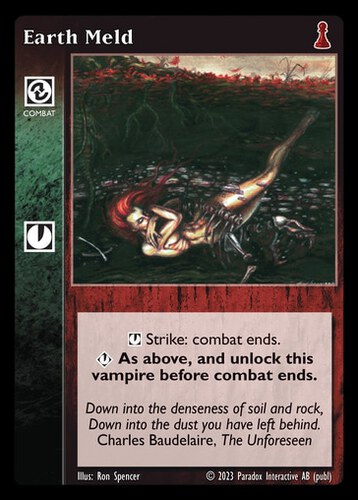 Earth Meld
COMBAT
Strike: combat ends.
As above, and unlock this
vampire before combat ends.
Down into the denseness of soil and rock,
Down into the dust you have left behind.
Charles Baudelaire, The Unforeseen
Illus: Ron Spencer
© 2023 Paradox Interactive AB (publ)